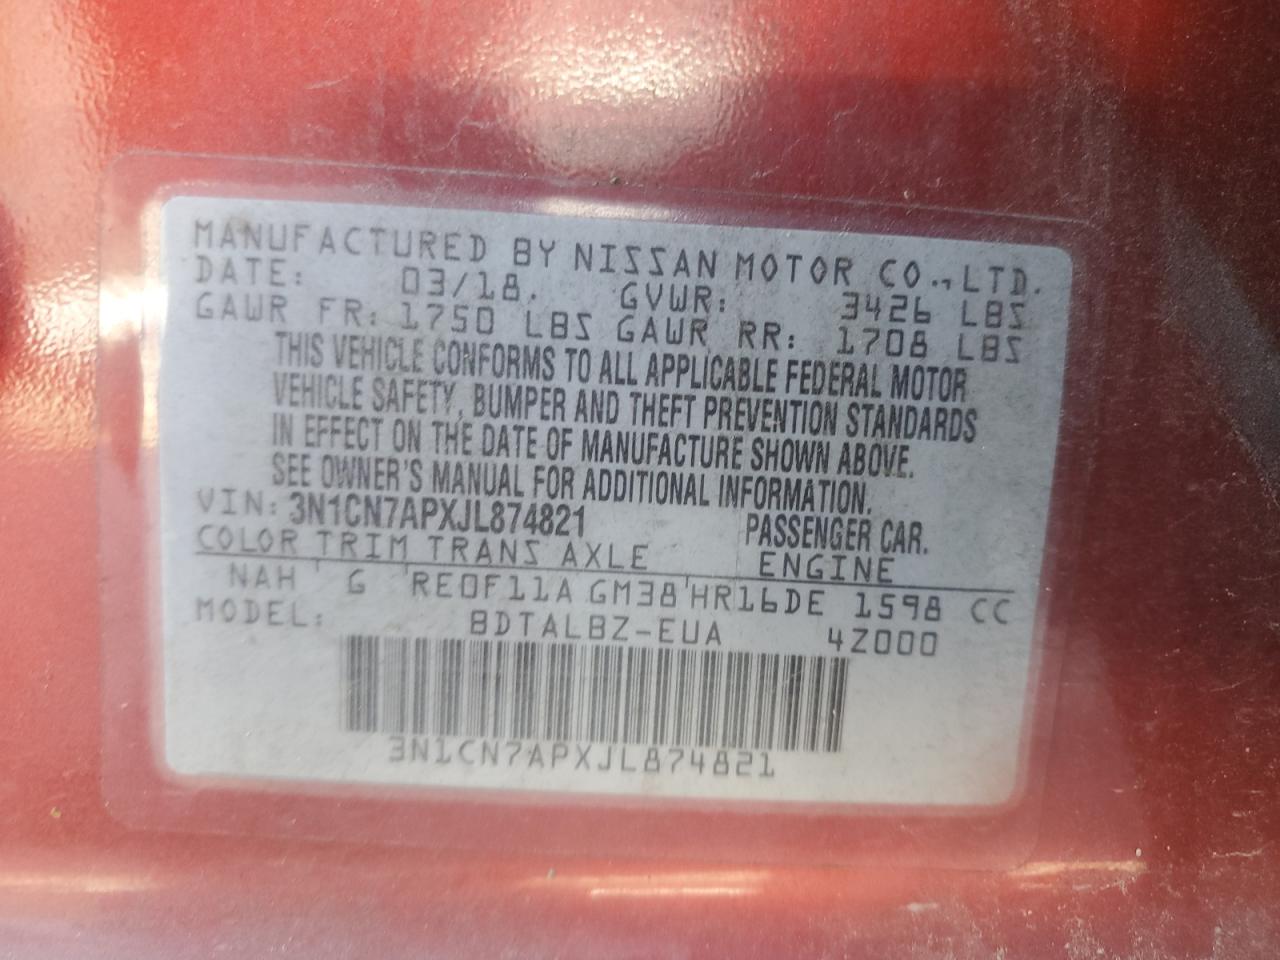 MANUFACTURED BY NISSAN MOTOR CO.,LTD.
DATE: 03/18. GVWR: 3426 LBS
GAWR FR: 1750 LBS GAWR RR: 1708 LBS
THIS VEHICLE CONFORMS TO ALL APPLICABLE FEDERAL MOTOR
VEHICLE SAFETY, BUMPER AND THEFT PREVENTION STANDARDS
IN EFFECT ON THE DATE OF MANUFACTURE SHOWN ABOVE.
SEE OWNER'S MANUAL FOR ADDITIONAL INFORMATION.
VIN: 3N1CN7APXJL874821 PASSENGER CAR.
COLOR TRIM TRANS AXLE ENGINE
NAH G RE0F11A GM38 HR16DE 1598 CC
MODEL: BDTALBZ-EUA 4Z000
3N1CN7APXJL874821